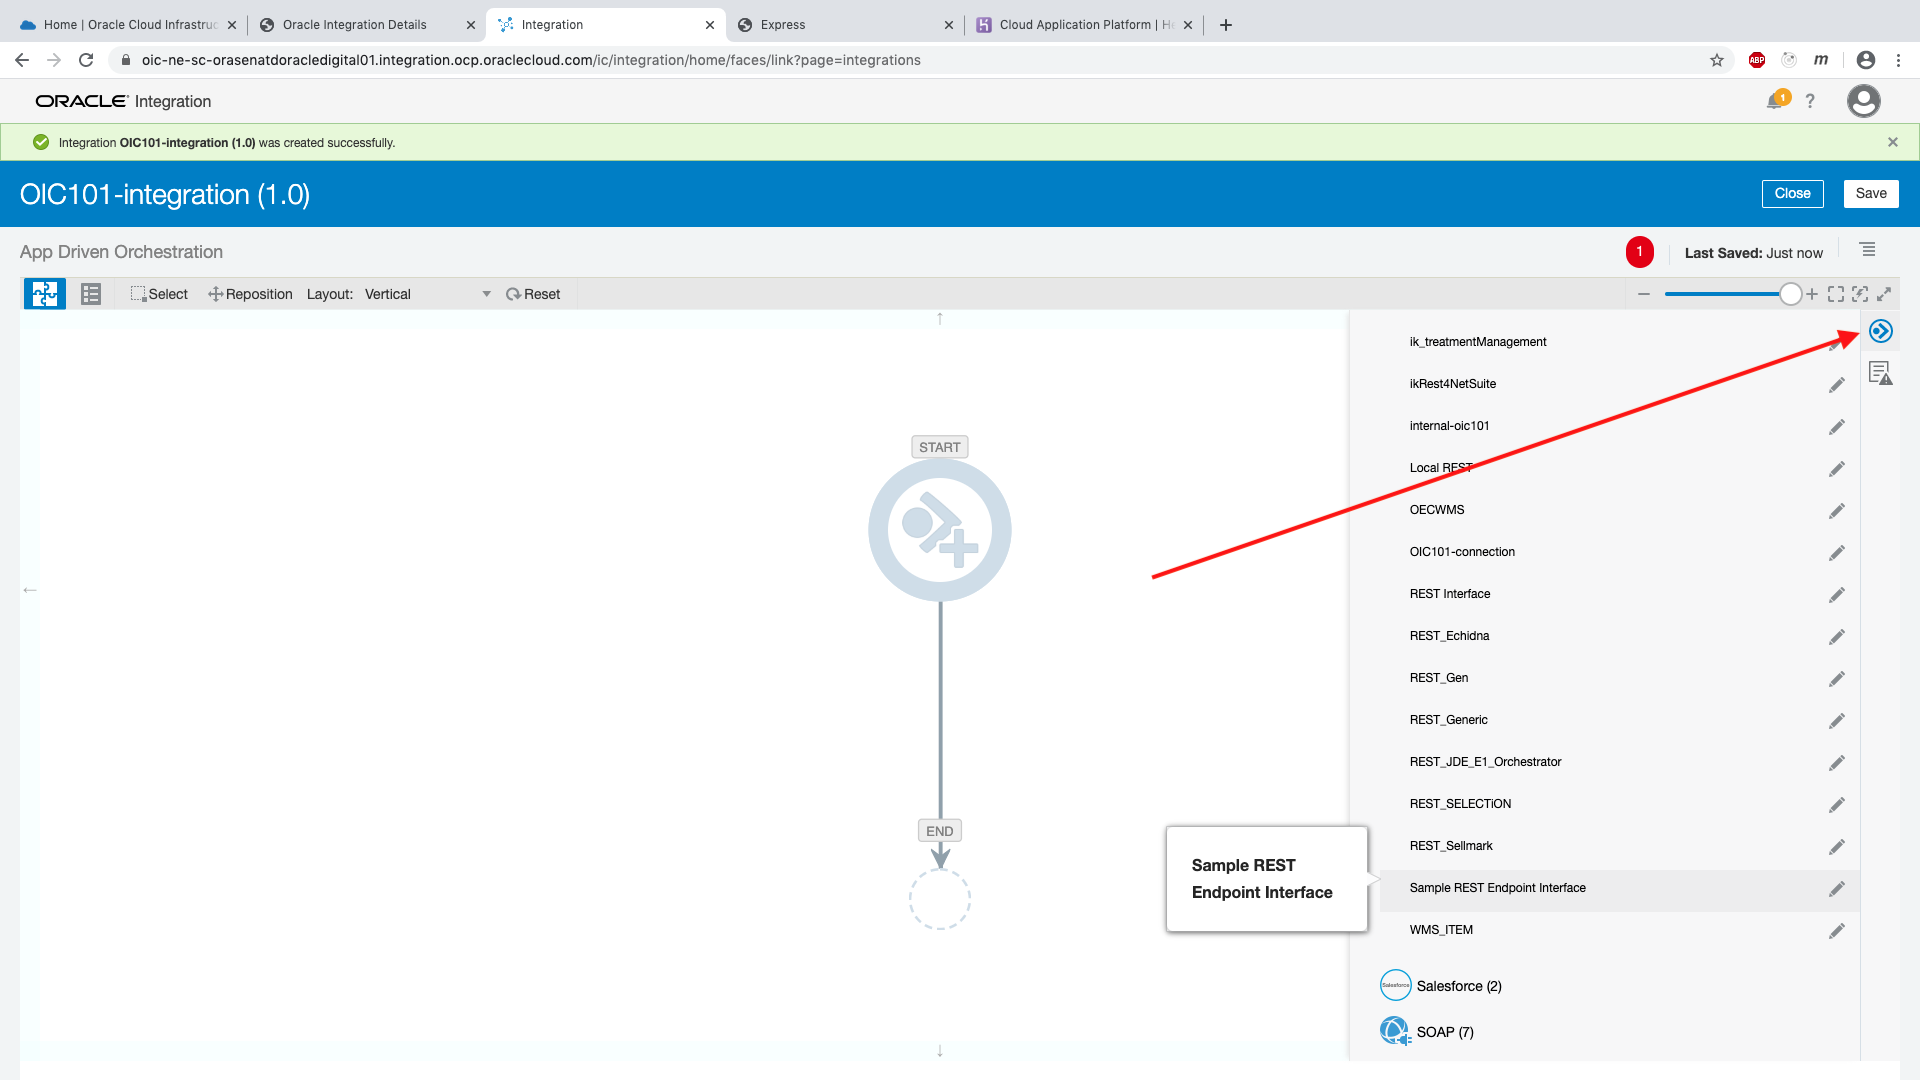 Home | Oracle Cloud Infrastruc
Oracle Integration Details
Integration
Express
Cloud Application Platform | He
oic-ne-sc-orasenatdoracledigital01.integration.ocp.oraclecloud.com/ic/integration/home/faces/link?page=integrations
ABP
m
ORACLE Integration
1
?
Integration OIC101-integration (1.0) was created successfully.
OIC101-integration (1.0)
Close
Save
App Driven Orchestration
1
Last Saved: Just now
Select
Reposition
Layout: Vertical
Reset
START
END
ik_treatmentManagement
ikRest4NetSuite
internal-oic101
Local REST
OECWMS
OIC101-connection
REST Interface
REST_Echidna
REST_Gen
REST_Generic
REST_JDE_E1_Orchestrator
REST_SELECTiON
REST_Sellmark
Sample REST
Endpoint Interface
Sample REST Endpoint Interface
WMS_ITEM
Salesforce
Salesforce (2)
SOAP (7)